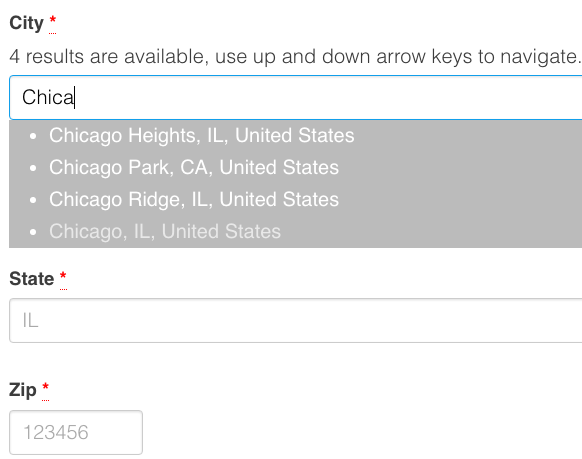 City *
4 results are available, use up and down arrow keys to navigate.
Chica
Chicago Heights, IL, United States
Chicago Park, CA, United States
Chicago Ridge, IL, United States
Chicago, IL, United States
State *
IL
Zip *
123456